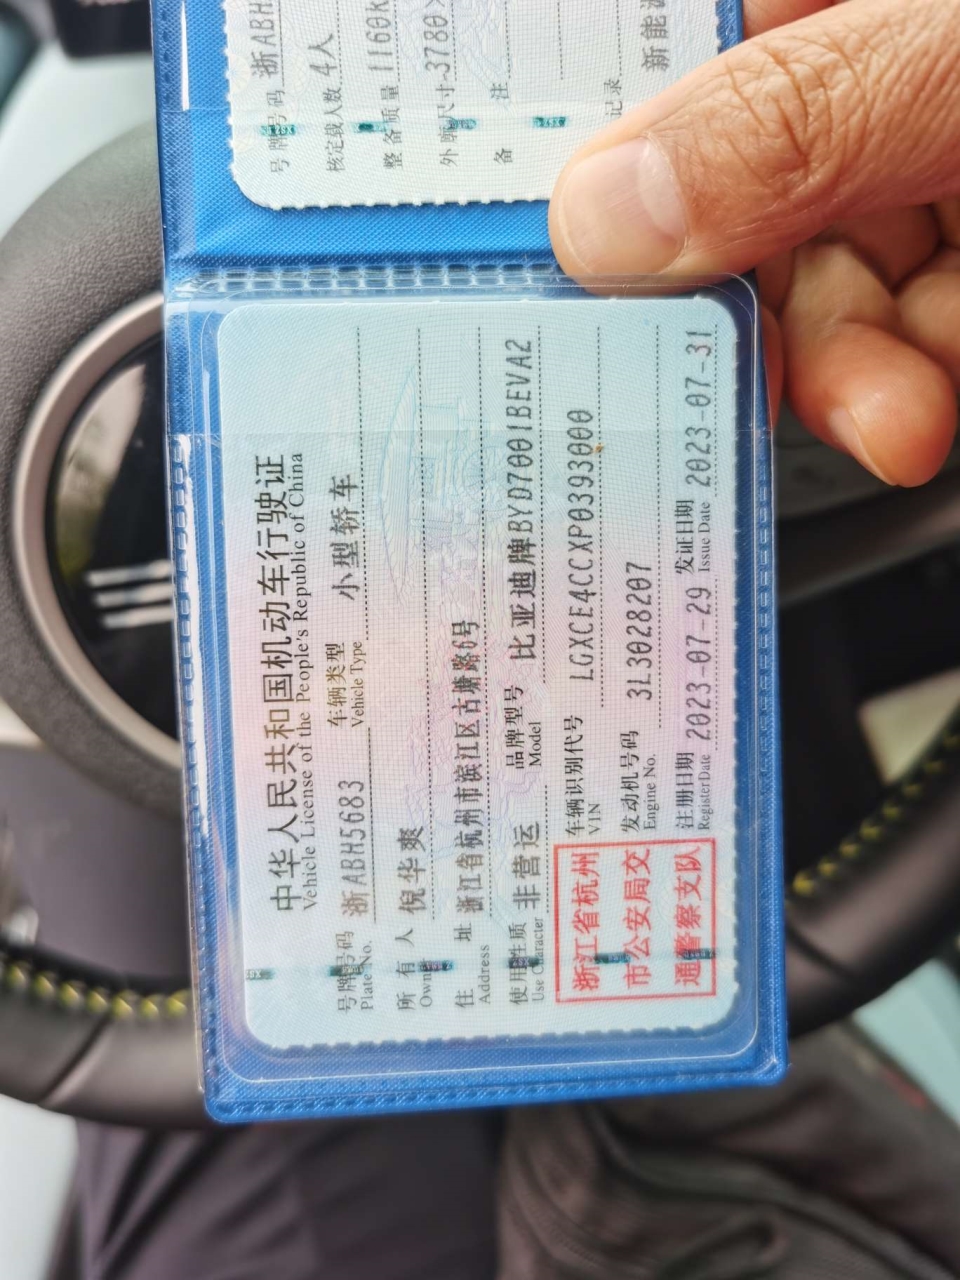 中华人民共和国机动车行驶证
Vehicle License of the People's Republic of China
号牌号码 浙ABH5683 车辆类型 小型轿车
Plate No. Vehicle Type
所有人 倪华爽
Owner
住址 浙江省杭州市滨江区古塘路6号
Address
使用性质 非营运 品牌型号 比亚迪牌BYD7001BEVA2
Use Character Model
浙江省杭州
市公安局交
通警察支队
车辆识别代号 LGXCE4CCXP0393000
VIN
发动机号码 3L3028207
Engine No.
注册日期 2023-07-29 发证日期 2023-07-31
Register Date Issue Date
号牌号码 浙ABH
核定载人数 4人
整备质量 1160k
外廓尺寸 3780×
备注
记录 新能源